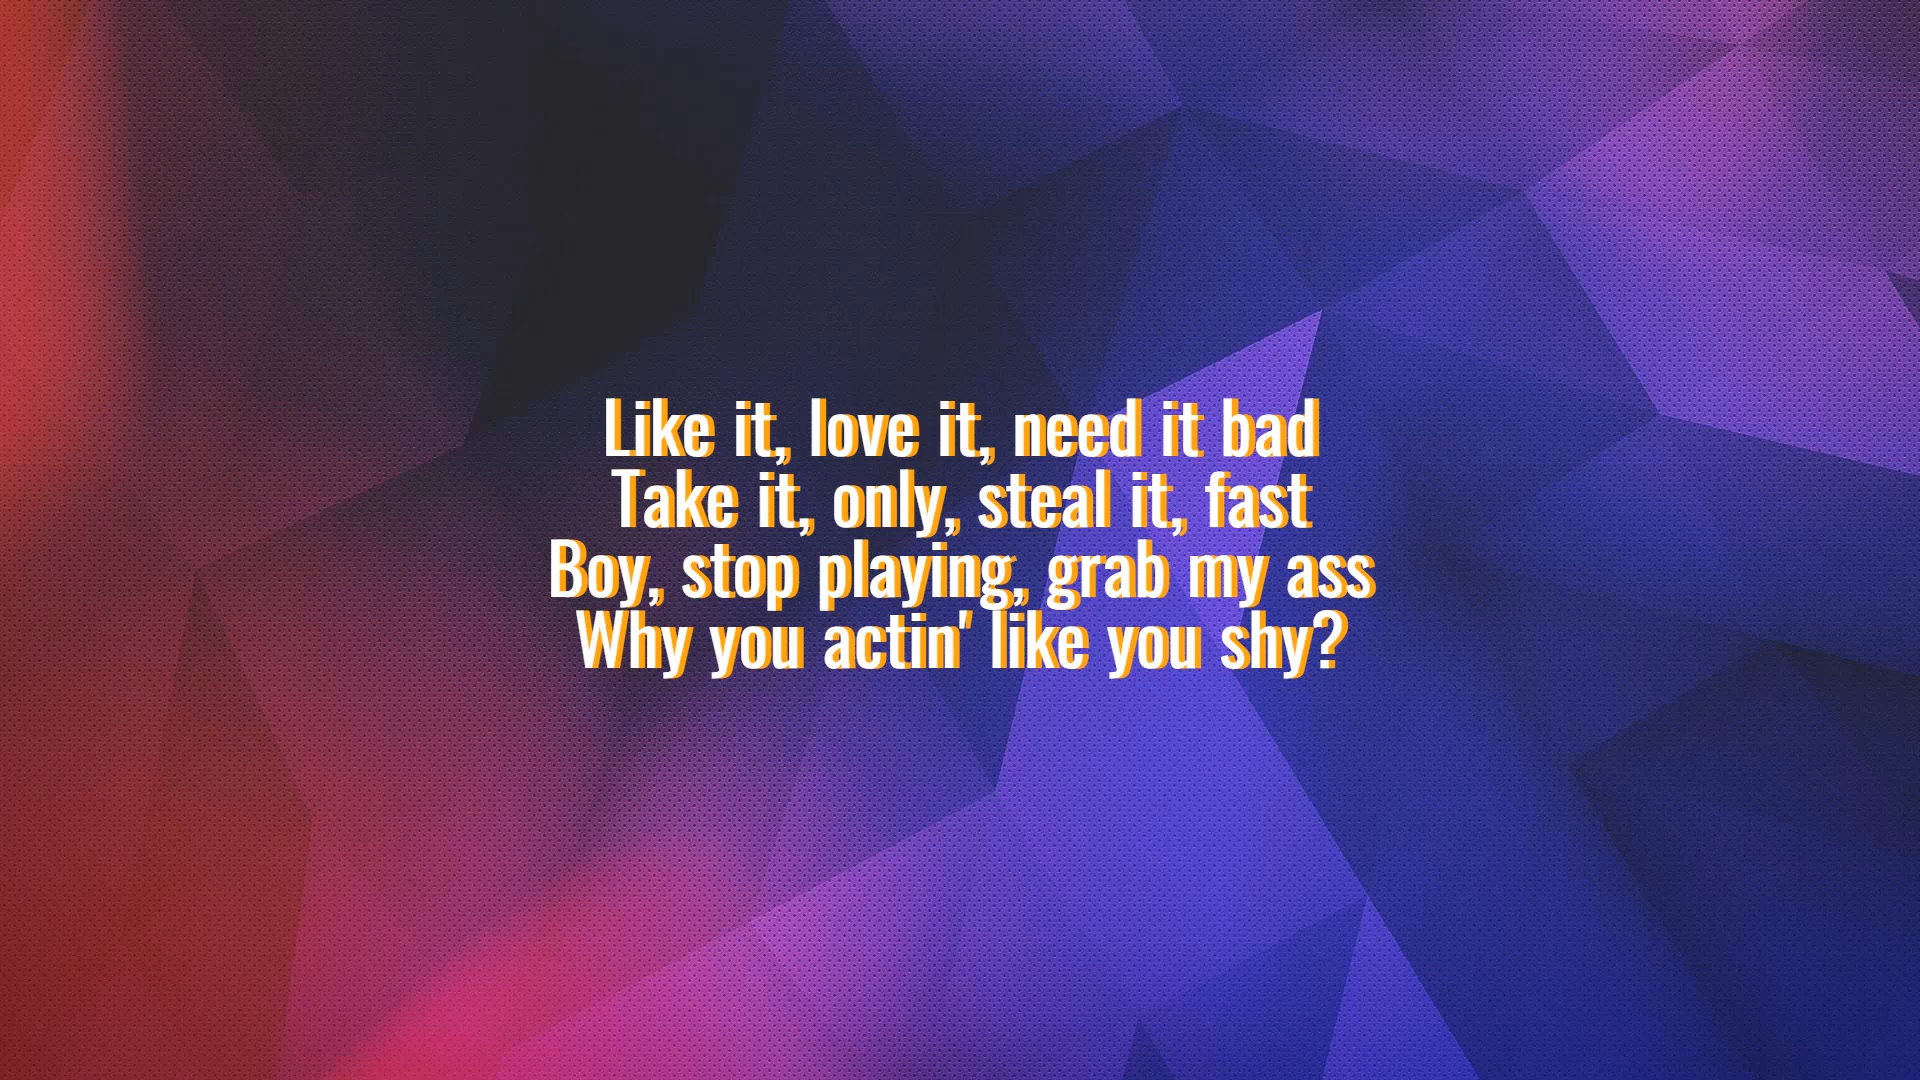 Like it, love it, need it bad
Take it, only, steal it, fast
Boy, stop playing, grab my ass
Why you actin' like you shy?